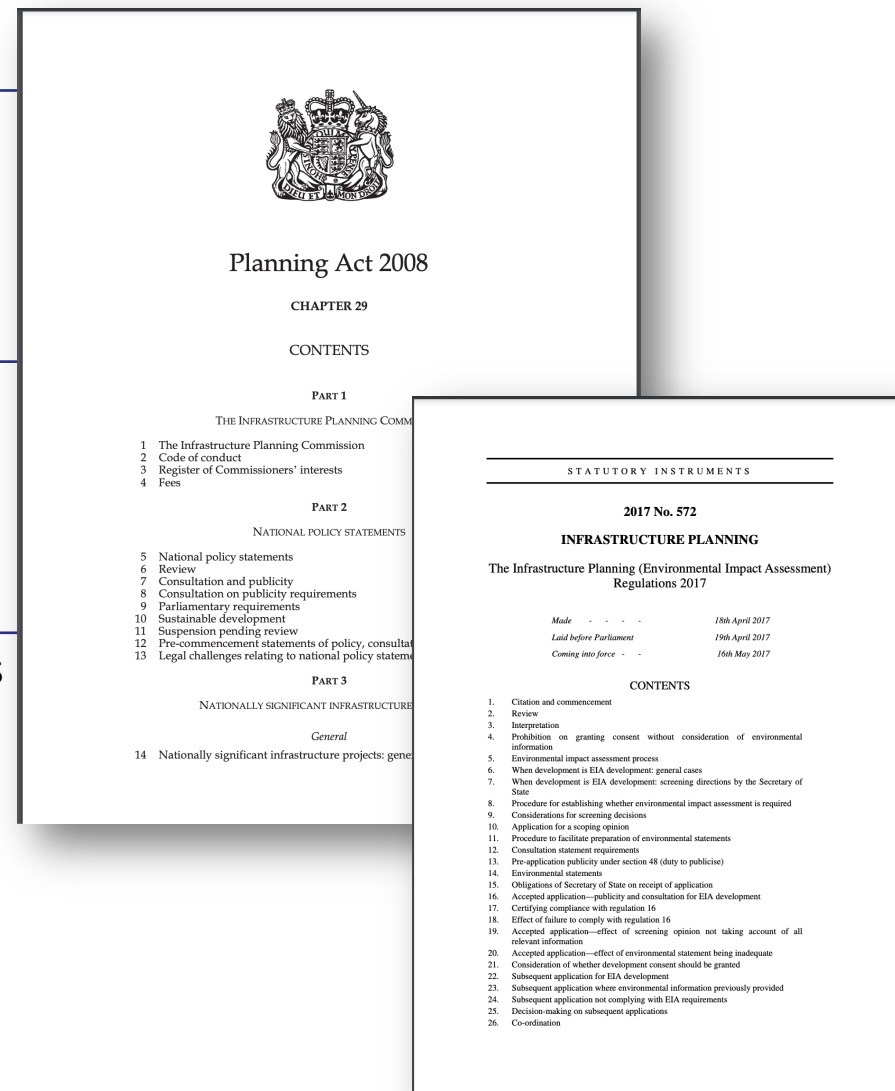 DIEU ET MON DROIT
Planning Act 2008
CHAPTER 29
CONTENTS
PART 1
THE INFRASTRUCTURE PLANNING
1 The Infrastructure Planning Commission
2 Code of conduct
3 Register of Commissioners' interests
4 Fees
PART 2
NATIONAL POLICY STATEMENTS
5 National policy statements
6 Review
7 Consultation and publicity
8 Consultation on publicity requirements
9 Parliamentary requirements
10 Sustainable development
11 Suspension pending review
12 Pre-commencement statements of policy,
13 Legal challenges relating to national policy
PART 3
NATIONALLY SIGNIFICANT INFRASTRUCTURE
General
14 Nationally significant infrastructure projects:
STATUTORY INSTRUMENTS
2017 No. 572
INFRASTRUCTURE PLANNING
The Infrastructure Planning (Environmental Impact Assessment)
Regulations 2017
Made - - - - 18th April 2017
Laid before Parliament 19th April 2017
Coming into force - - 16th May 2017
CONTENTS
1. Citation and commencement
2. Review
3. Interpretation
4. Prohibition on granting consent without consideration of environmental
information
5. Environmental impact assessment process
6. When development is EIA development: general cases
7. When development is EIA development: screening directions by the Secretary of
State
8. Procedure for establishing whether environmental impact assessment is required
9. Considerations for screening decisions
10. Application for a scoping opinion
11. Procedure to facilitate preparation of environmental statements
12. Consultation statement requirements
13. Pre-application publicity under section 48 (duty to publicise)
14. Environmental statements
15. Obligations of Secretary of State on receipt of application
16. Accepted application—publicity and consultation for EIA development
17. Certifying compliance with regulation 16
18. Effect of failure to comply with regulation 16
19. Accepted application—effect of screening opinion not taking account of all
relevant information
20. Accepted application—effect of environmental statement being inadequate
21. Consideration of whether development consent should be granted
22. Subsequent application for EIA development
23. Subsequent application where environmental information previously provided
24. Subsequent application not complying with EIA requirements
25. Decision-making on subsequent applications
26. Co-ordination